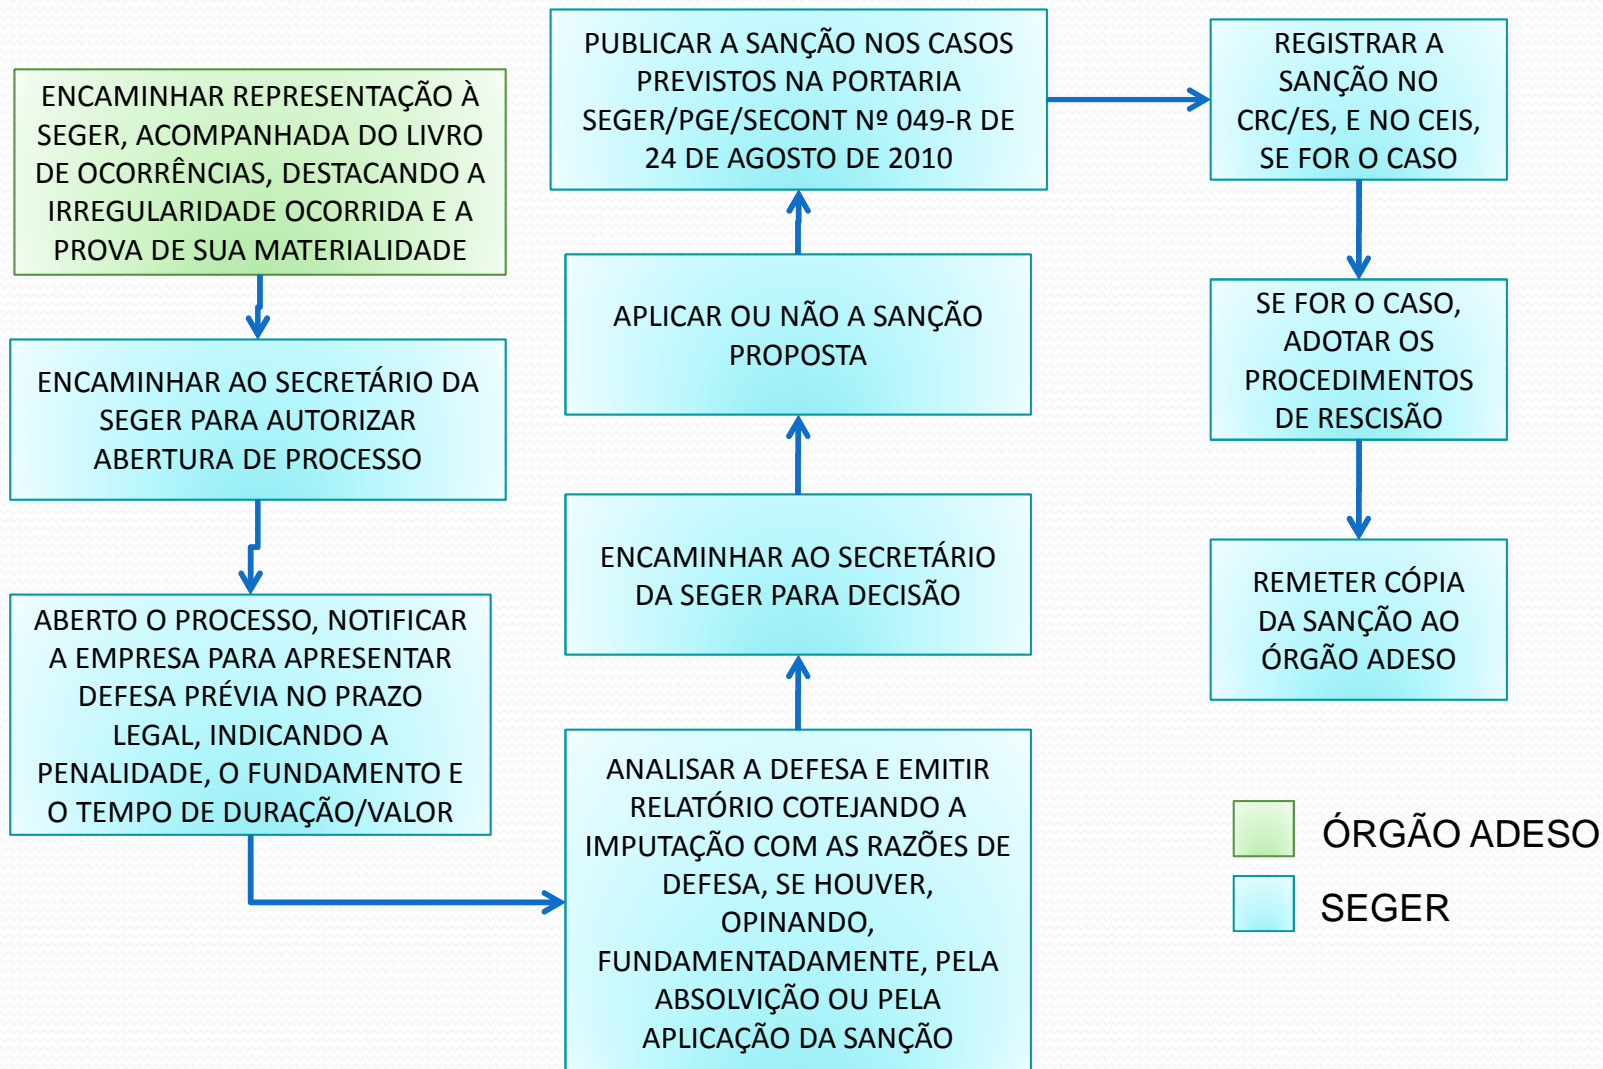 ENCAMINHAR REPRESENTAÇÃO À
SEGER, ACOMPANHADA DO LIVRO
DE OCORRÊNCIAS, DESTACANDO A
IRREGULARIDADE OCORRIDA E A
PROVA DE SUA MATERIALIDADE
ENCAMINHAR AO SECRETÁRIO DA
SEGER PARA AUTORIZAR
ABERTURA DE PROCESSO
ABERTO O PROCESSO, NOTIFICAR
A EMPRESA PARA APRESENTAR
DEFESA PRÉVIA NO PRAZO
LEGAL, INDICANDO A
PENALIDADE, O FUNDAMENTO E
O TEMPO DE DURAÇÃO/VALOR
ANALISAR A DEFESA E EMITIR
RELATÓRIO COTEJANDO A
IMPUTAÇÃO COM AS RAZÕES DE
DEFESA, SE HOUVER,
OPINANDO,
FUNDAMENTADAMENTE, PELA
ABSOLVIÇÃO OU PELA
APLICAÇÃO DA SANÇÃO
ENCAMINHAR AO SECRETÁRIO
DA SEGER PARA DECISÃO
APLICAR OU NÃO A SANÇÃO
PROPOSTA
PUBLICAR A SANÇÃO NOS CASOS
PREVISTOS NA PORTARIA
SEGER/PGE/SECONT Nº 049-R DE
24 DE AGOSTO DE 2010
REGISTRAR A
SANÇÃO NO
CRC/ES, E NO CEIS,
SE FOR O CASO
SE FOR O CASO,
ADOTAR OS
PROCEDIMENTOS
DE RESCISÃO
REMETER CÓPIA
DA SANÇÃO AO
ÓRGÃO ADESO
ÓRGÃO ADESO
SEGER